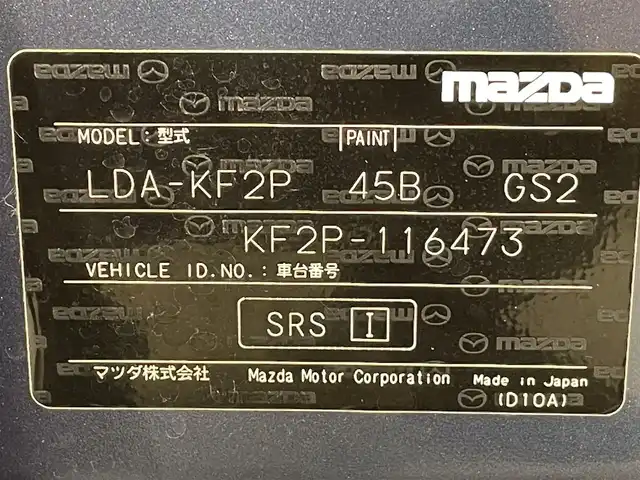 mazda
MODEL：型式 PAINT
LDA-KF2P 45B GS2
KF2P-116473
VEHICLE ID.NO.：車台番号
SRS I
マツダ株式会社 Mazda Motor Corporation Made in Japan
(D10A)